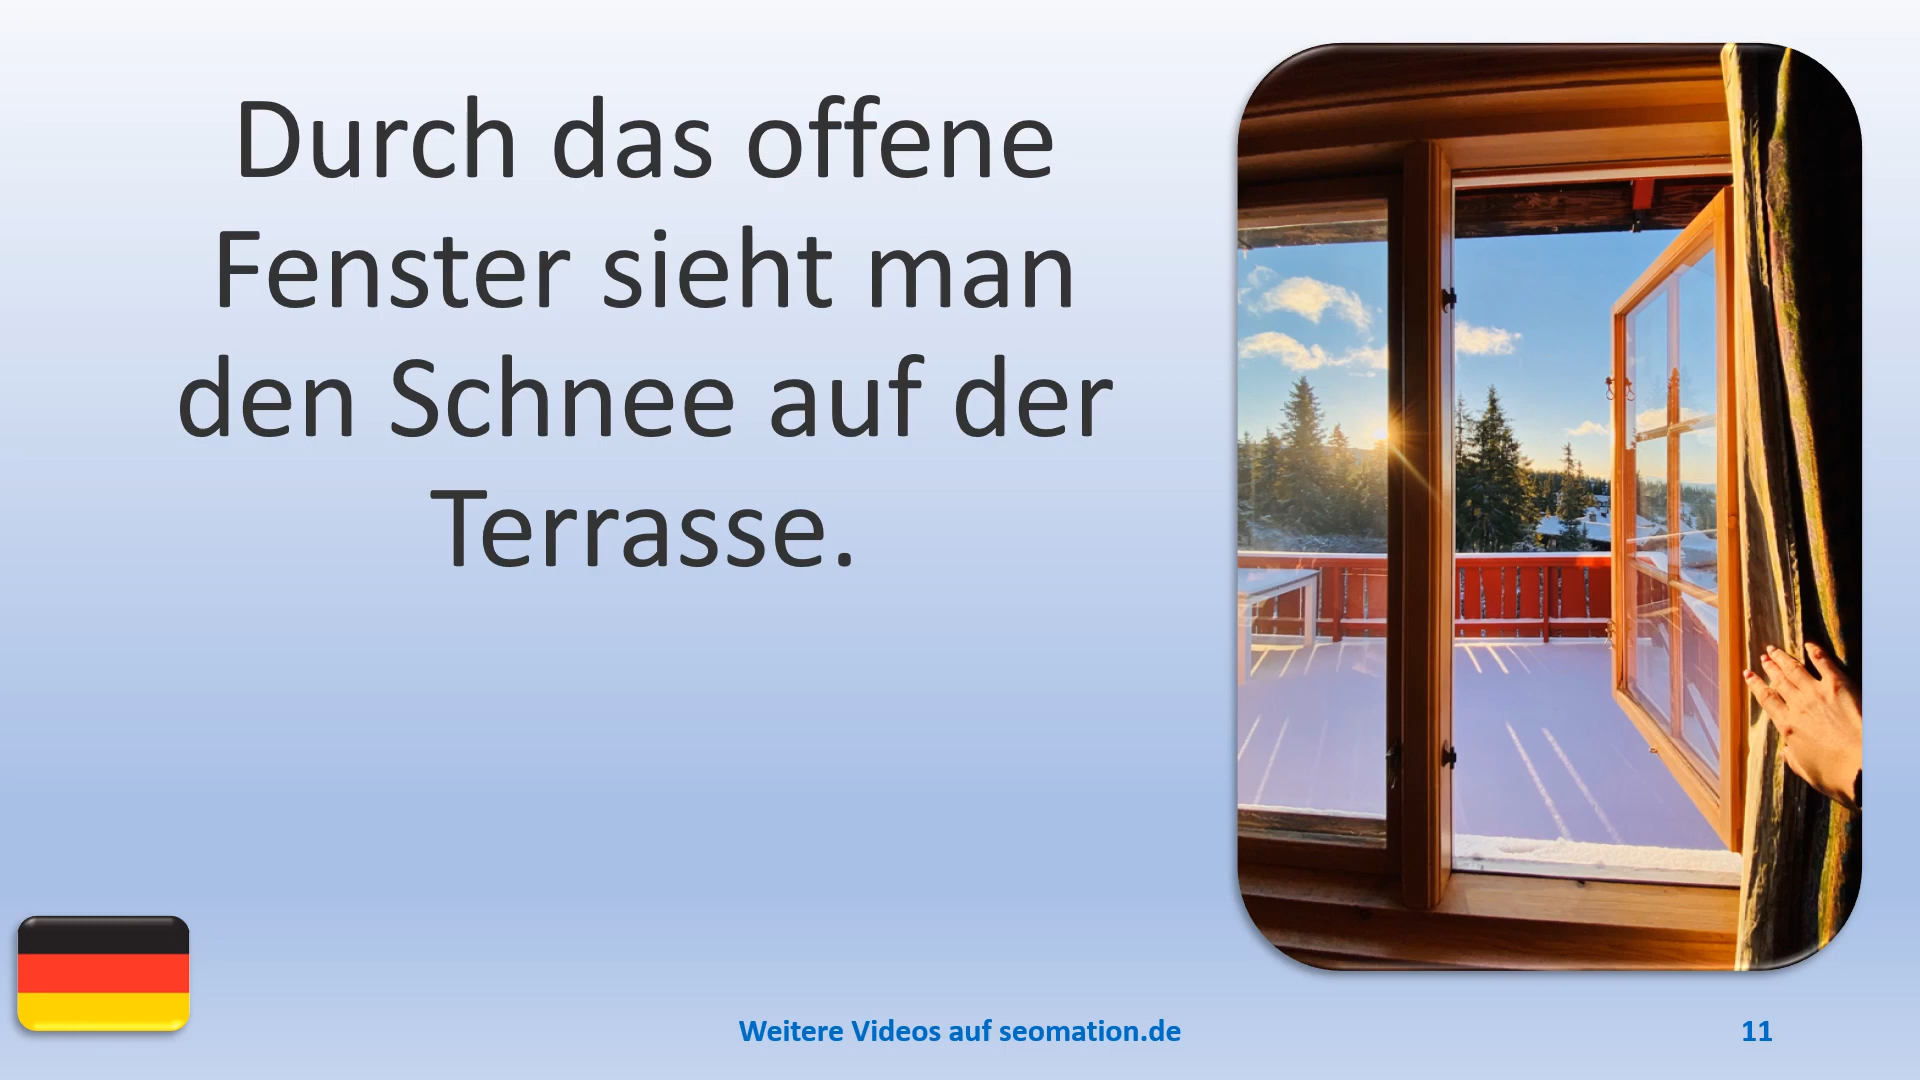 Durch das offene
Fenster sieht man
den Schnee auf der
Terrasse.
Weitere Videos auf seomation.de
11